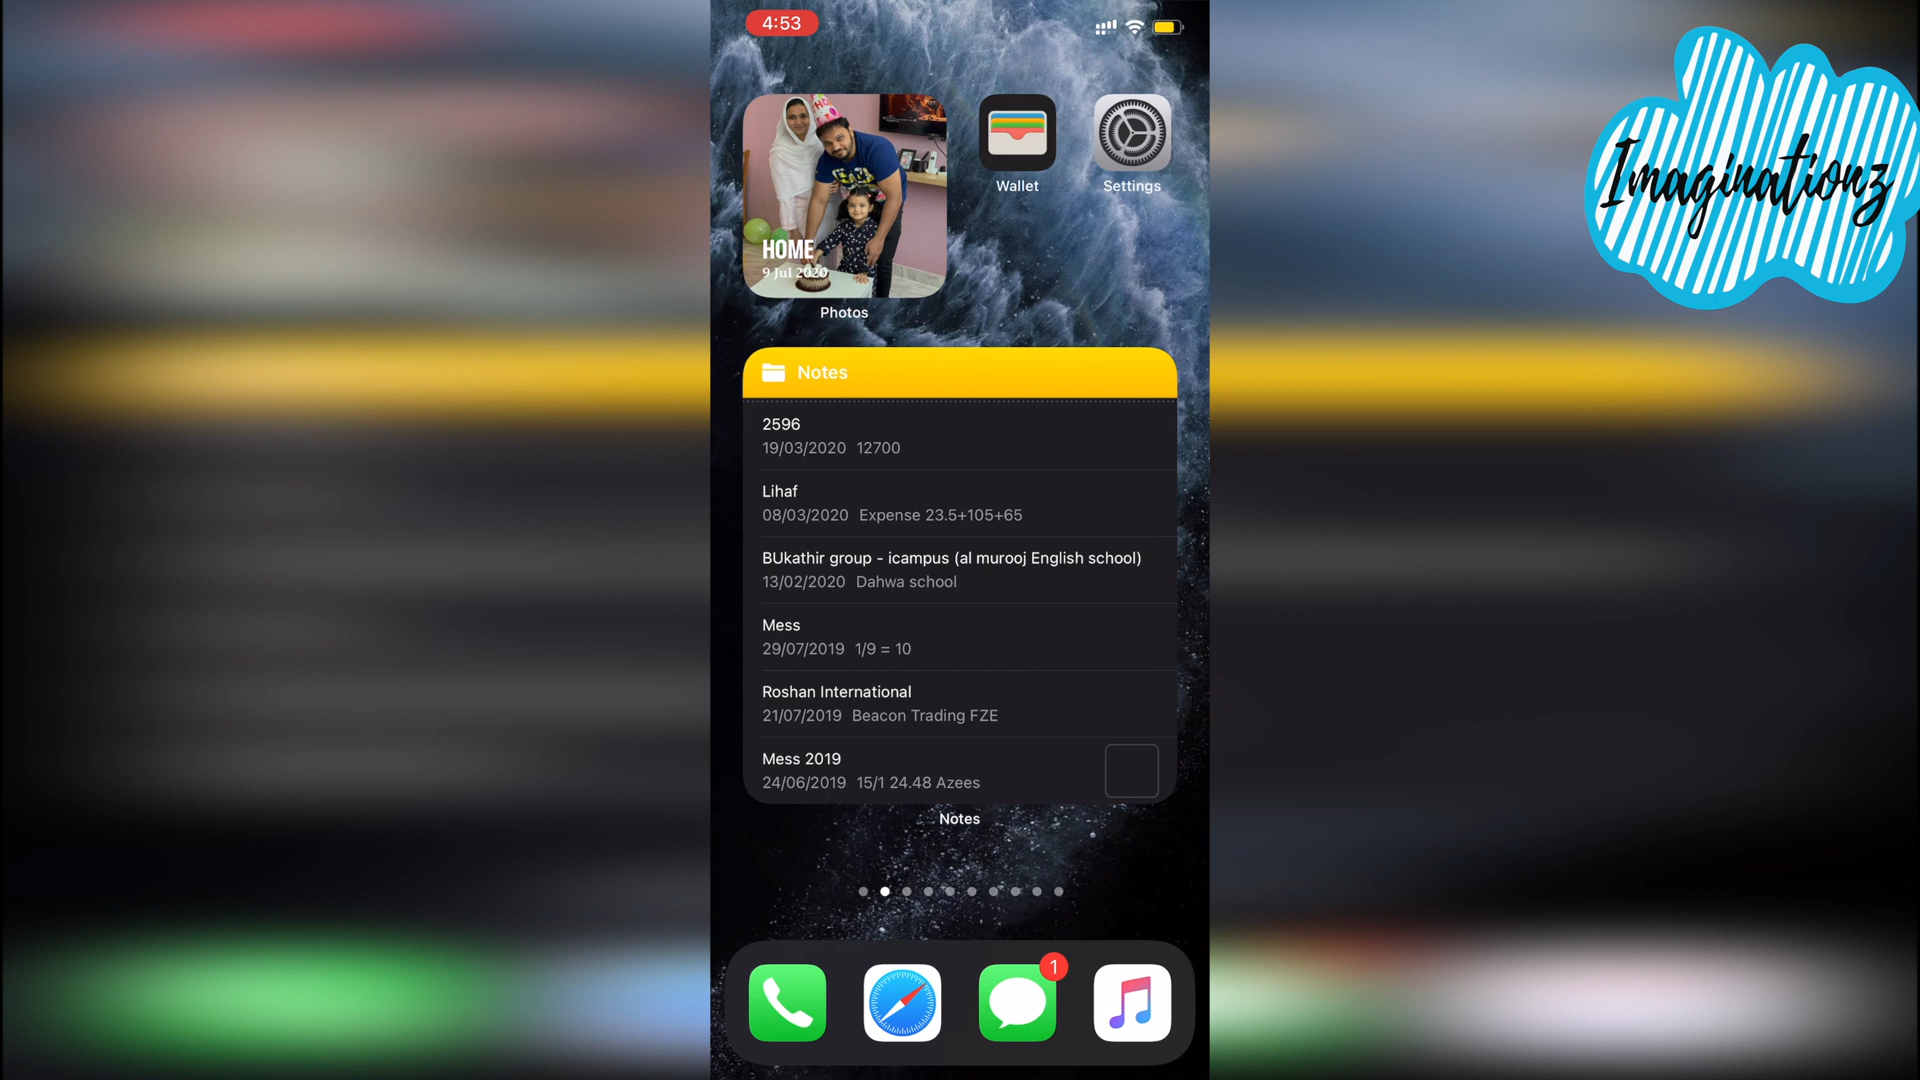 4:53
Imaginationz
HOME
9 Jul 2020
Wallet
Settings
Photos
Notes
2596
19/03/2020 12700
Lihaf
08/03/2020 Expense 23.5+105+65
BUkathir group - icampus (al murooj English school)
13/02/2020 Dahwa school
Mess
29/07/2019 1/9 = 10
Roshan International
21/07/2019 Beacon Trading FZE
Mess 2019
24/06/2019 15/1 24.48 Azees
Notes
1